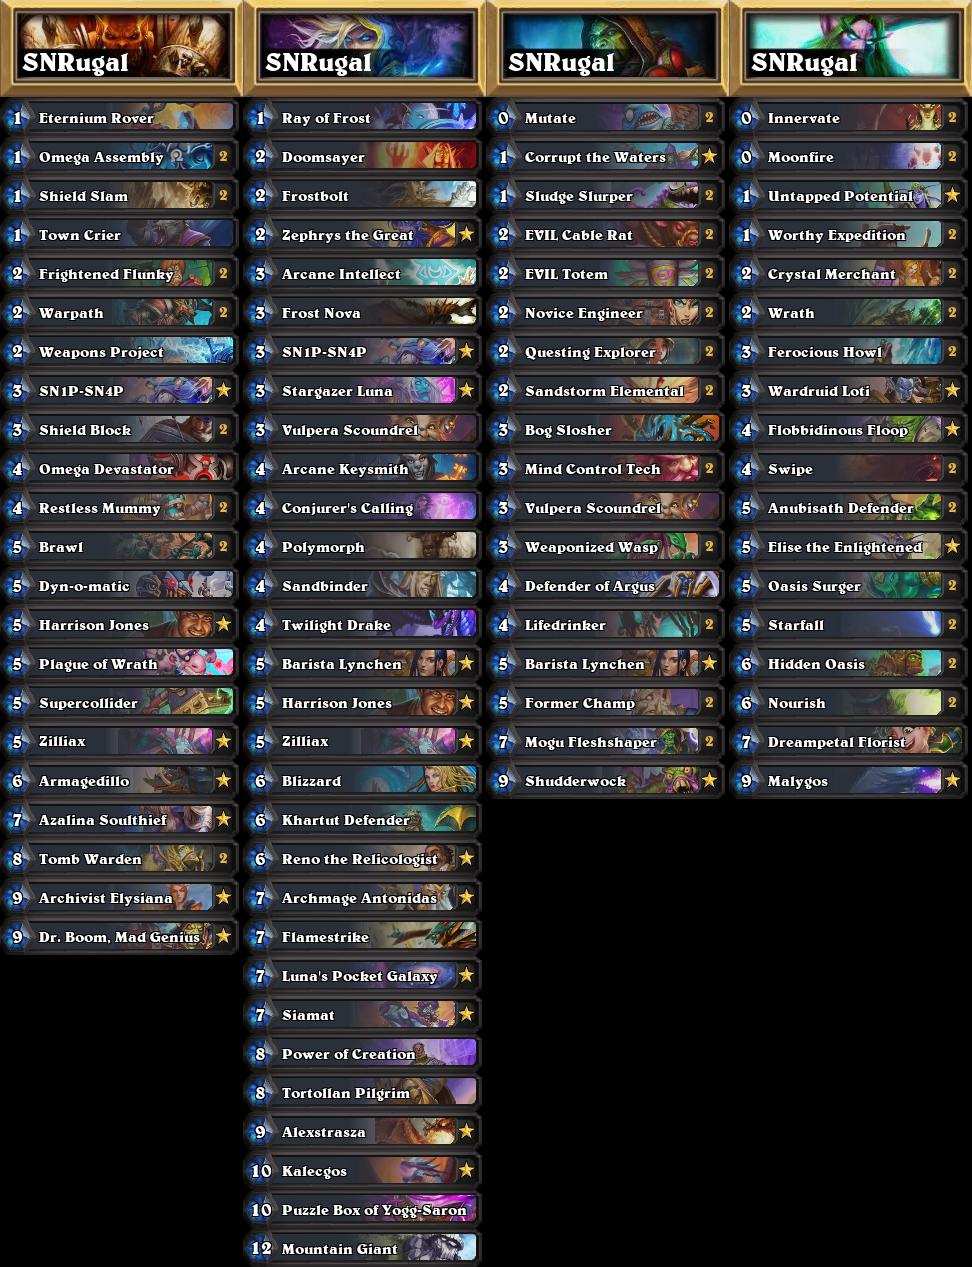 SNRugal
1 Eternium Rover
1 Omega Assembly 2
1 Shield Slam 2
1 Town Crier
2 Frightened Flunky 2
2 Warpath 2
2 Weapons Project
3 SN1P-SN4P
3 Shield Block 2
4 Omega Devastator
4 Restless Mummy 2
5 Brawl 2
5 Dyn-o-matic
5 Harrison Jones
5 Plague of Wrath
5 Supercollider
5 Zilliax
6 Armagedillo
7 Azalina Soulthief
8 Tomb Warden 2
9 Archivist Elysiana
9 Dr. Boom, Mad Genius
SNRugal
1 Ray of Frost
2 Doomsayer
2 Frostbolt
2 Zephrys the Great
3 Arcane Intellect
3 Frost Nova
3 SN1P-SN4P
3 Stargazer Luna
3 Vulpera Scoundrel
4 Arcane Keysmith
4 Conjurer's Calling
4 Polymorph
4 Sandbinder
4 Twilight Drake
5 Barista Lynchen
5 Harrison Jones
5 Zilliax
6 Blizzard
6 Khartut Defender
6 Reno the Relicologist
7 Archmage Antonidas
7 Flamestrike
7 Luna's Pocket Galaxy
7 Siamat
8 Power of Creation
8 Tortollan Pilgrim
9 Alexstrasza
10 Kalecgos
10 Puzzle Box of Yogg-Saron
12 Mountain Giant
SNRugal
0 Mutate 2
1 Corrupt the Waters
1 Sludge Slurper 2
2 EVIL Cable Rat 2
2 EVIL Totem 2
2 Novice Engineer 2
2 Questing Explorer 2
2 Sandstorm Elemental 2
3 Bog Slosher
3 Mind Control Tech 2
3 Vulpera Scoundrel
3 Weaponized Wasp 2
4 Defender of Argus
4 Lifedrinker 2
5 Barista Lynchen
5 Former Champ 2
7 Mogu Fleshshaper 2
9 Shudderwock
SNRugal
0 Innervate 2
0 Moonfire 2
1 Untapped Potential
1 Worthy Expedition 2
2 Crystal Merchant 2
2 Wrath 2
3 Ferocious Howl 2
3 Wardruid Loti
4 Flobbidinous Floop
4 Swipe 2
5 Anubisath Defender 2
5 Elise the Enlightened
5 Oasis Surger 2
5 Starfall 2
6 Hidden Oasis 2
6 Nourish 2
7 Dreampetal Florist
9 Malygos